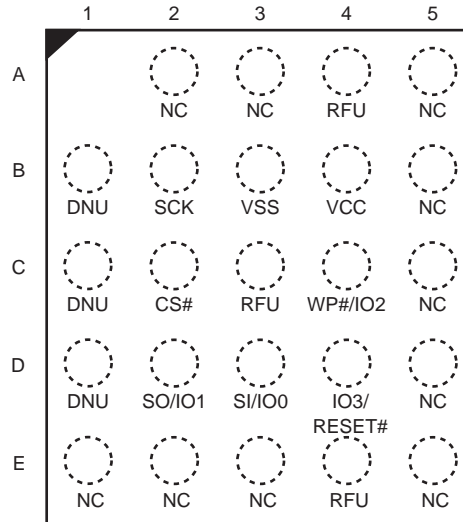 1 2 3 4 5
A
NC NC RFU NC
B
DNU SCK VSS VCC NC
C
DNU CS# RFU WP#/IO2 NC
D
DNU SO/IO1 SI/IO0 IO3/ NC
RESET#
E
NC NC NC RFU NC